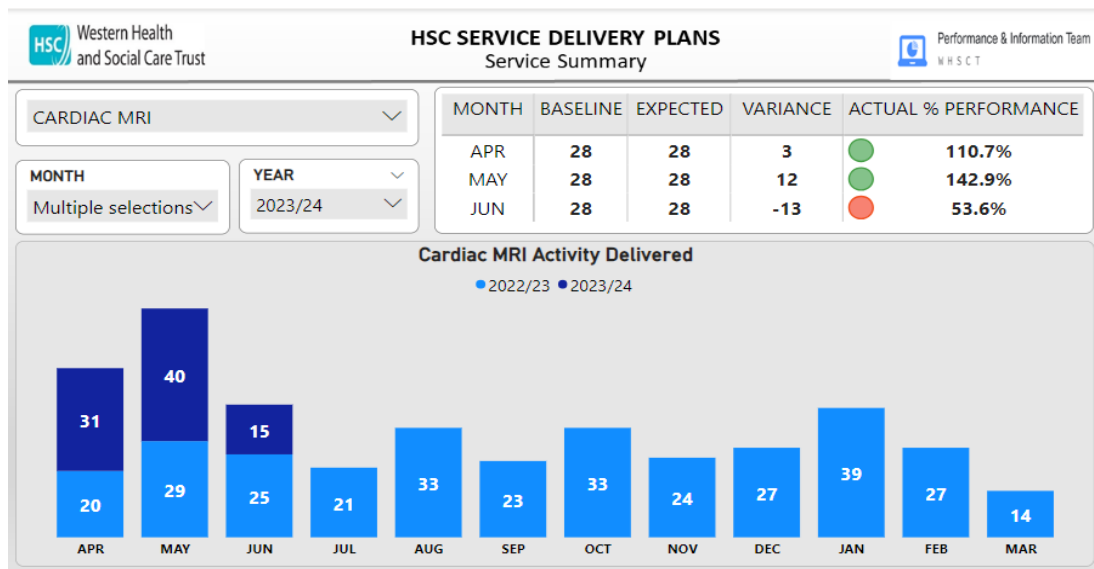 HSC
Western Health
and Social Care Trust
HSC SERVICE DELIVERY PLANS
Service Summary
Performance & Information Team
WHSCT
CARDIAC MRI
MONTH
Multiple selections
YEAR
2023/24
MONTH BASELINE EXPECTED VARIANCE ACTUAL % PERFORMANCE
APR 28 28 3 110.7%
MAY 28 28 12 142.9%
JUN 28 28 -13 53.6%
Cardiac MRI Activity Delivered
2022/23 2023/24
31 40 15
20 29 25 21 33 23 33 24 27 39 27 14
APR MAY JUN JUL AUG SEP OCT NOV DEC JAN FEB MAR